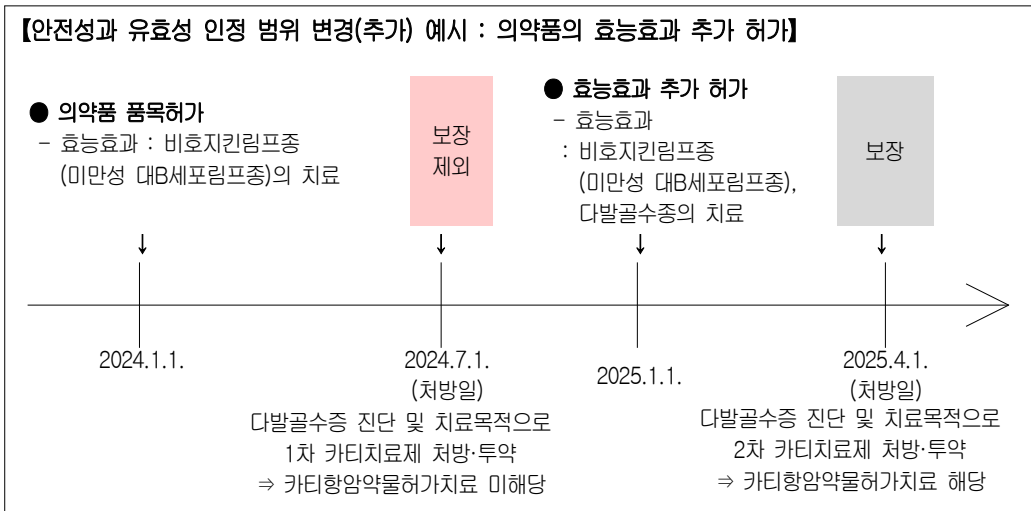 【안전성과 유효성 인정 범위 변경(추가) 예시 : 의약품의 효능효과 추가 허가】
● 의약품 품목허가
- 효능효과 : 비호지킨림프종
(미만성 대B세포림프종)의 치료
보장
제외
● 효능효과 추가 허가
- 효능효과
: 비호지킨림프종
(미만성 대B세포림프종),
다발골수종의 치료
보장
↓
↓
↓
↓
2024.1.1.
2024.7.1.
(처방일)
다발골수증 진단 및 치료목적으로
1차 카티치료제 처방·투약
⇒ 카티항암약물허가치료 미해당
2025.1.1.
2025.4.1.
(처방일)
다발골수증 진단 및 치료목적으로
2차 카티치료제 처방·투약
⇒ 카티항암약물허가치료 해당